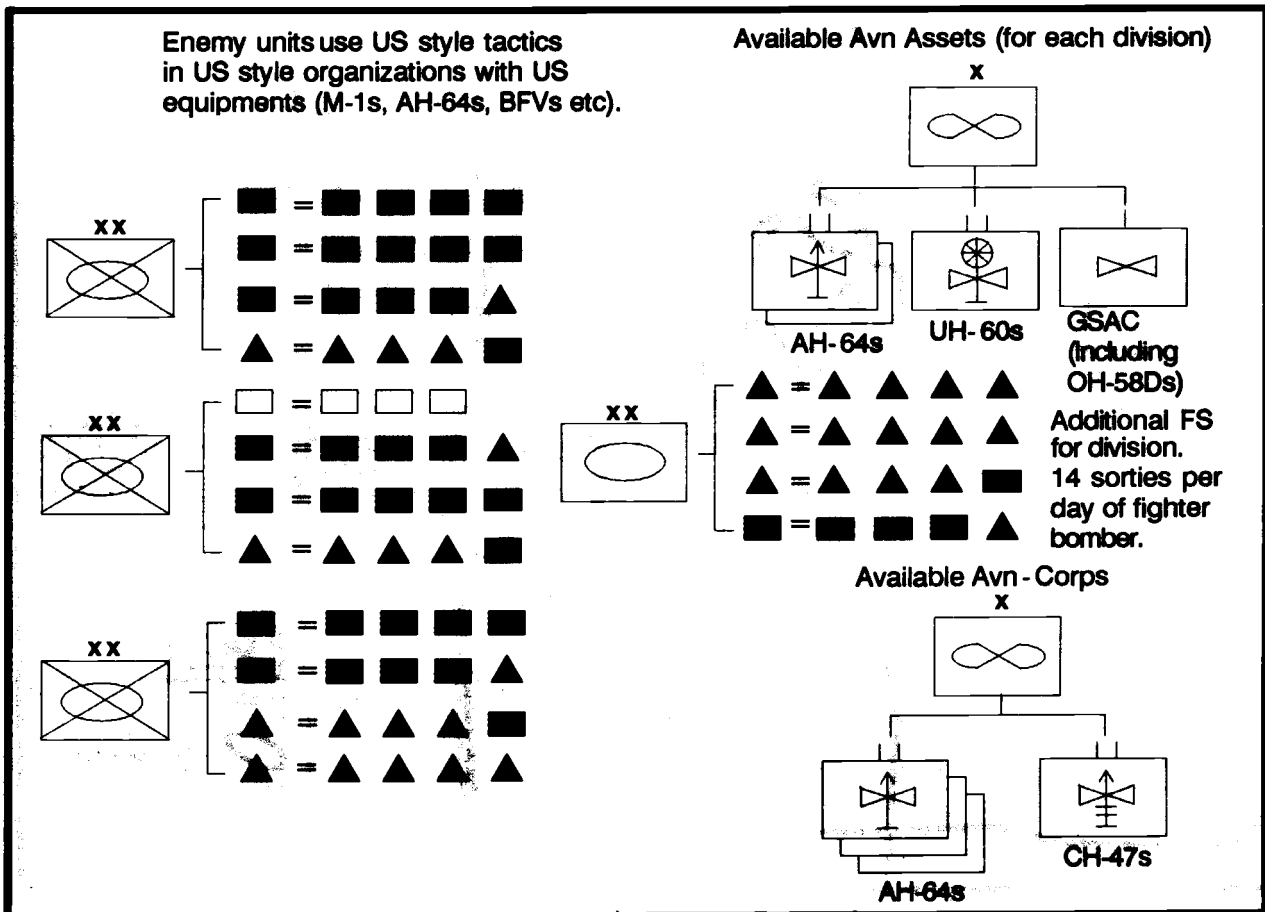 Enemy units use US style tactics
in US style organizations with US
equipments (M-1s, AH-64s, BFVs etc).
xx
=
=
=
=
xx
=
=
=
=
xx
=
=
=
=
Available Avn Assets (for each division)
x
AH-64s
UH-60s
GSAC
(Including
OH-58Ds)
xx
=
=
=
=
Additional FS
for division.
14 sorties per
day of fighter
bomber.
Available Avn - Corps
x
AH-64s
CH-47s